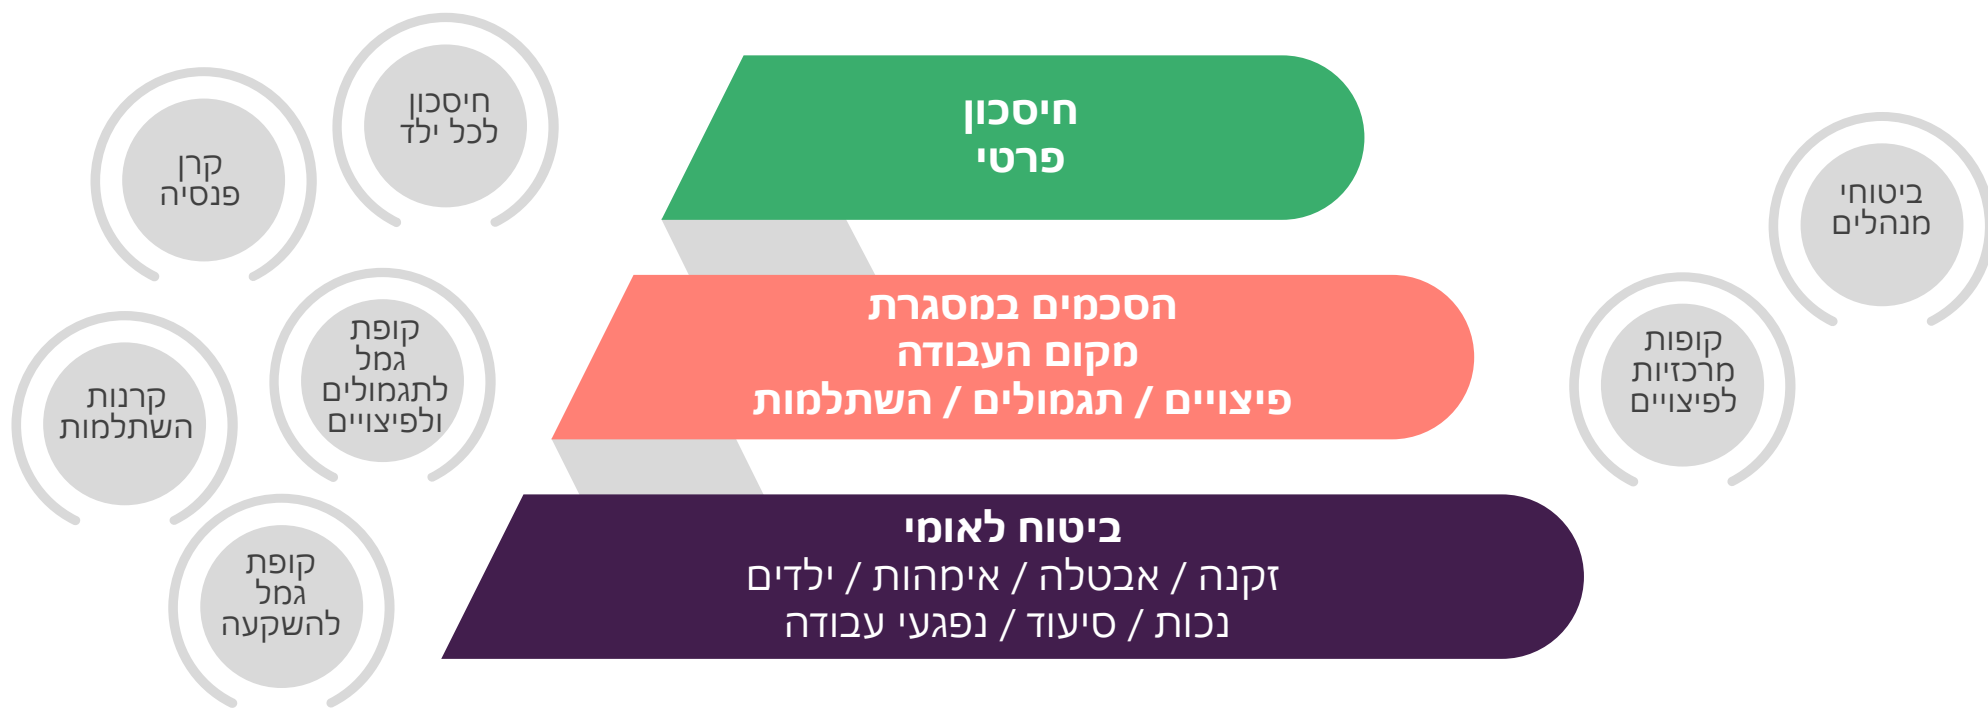 חיסכון
פרטי
הסכמים במסגרת
מקום העבודה
פיצויים / תגמולים / השתלמות
ביטוח לאומי
זקנה / אבטלה / אימהות / ילדים
נכות / סיעוד / נפגעי עבודה
ביטוחי
מנהלים
קופות
מרכזיות
לפיצויים
חיסכון
לכל ילד
קרן
פנסיה
קופת
גמל
לתגמולים
ולפיצויים
קרנות
השתלמות
קופת
גמל
להשקעה